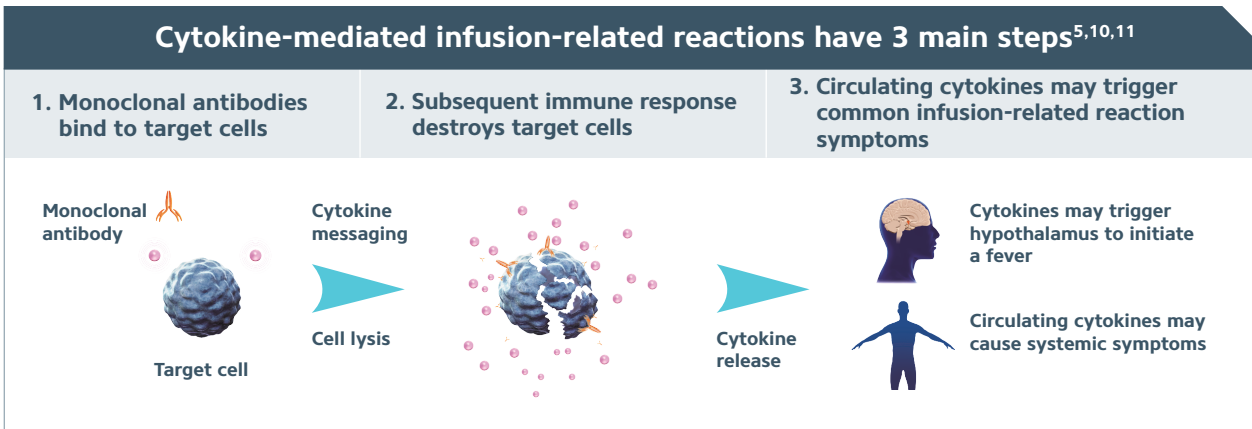 Cytokine-mediated infusion-related reactions have 3 main steps5,10,11
1. Monoclonal antibodies
bind to target cells
2. Subsequent immune response
destroys target cells
3. Circulating cytokines may trigger
common infusion-related reaction
symptoms
Monoclonal
antibody
Target cell
Cytokine
messaging
Cell lysis
Cytokine
release
Cytokines may trigger
hypothalamus to initiate
a fever
Circulating cytokines may
cause systemic symptoms